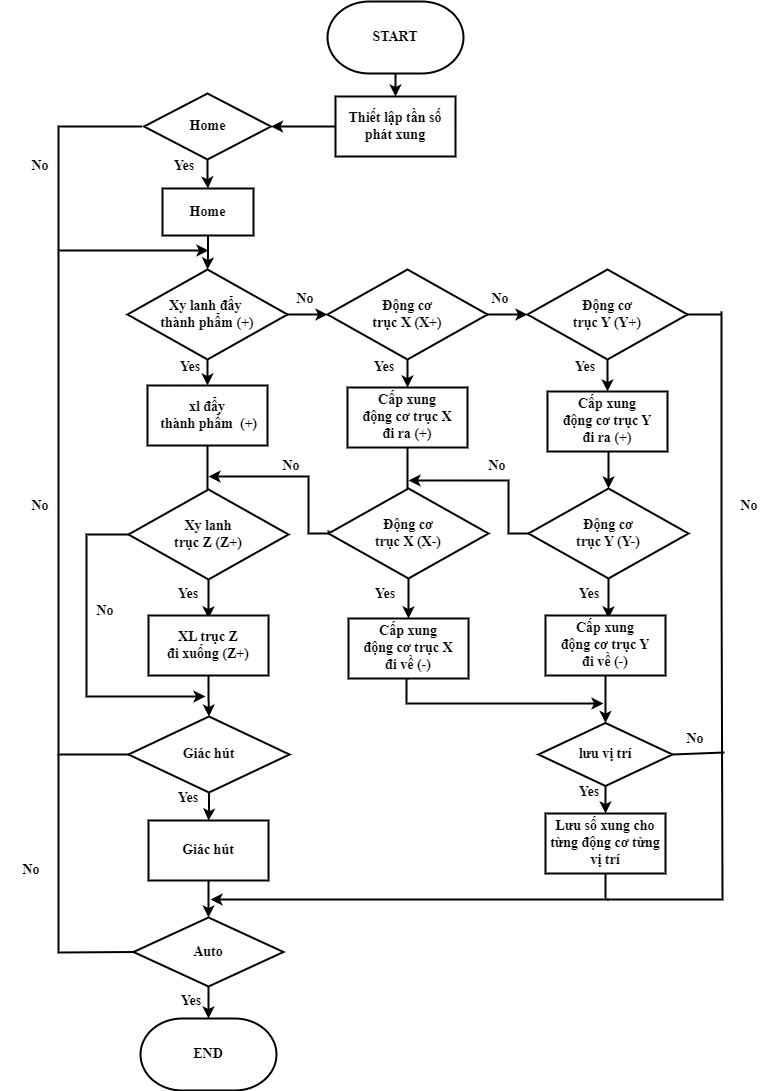 START
Thiết lập tần số
phát xung
Home
No
Yes
Home
Xy lanh đẩy
thành phẩm (+)
No
Động cơ
trục X (X+)
No
Động cơ
trục Y (Y+)
Yes
Yes
Yes
xl đẩy
thành phẩm (+)
Cấp xung
động cơ trục X
đi ra (+)
Cấp xung
động cơ trục Y
đi ra (+)
No
No
No
No
Xy lanh
trục Z (Z+)
Động cơ
trục X (X-)
Động cơ
trục Y (Y-)
Yes
Yes
Yes
No
XL trục Z
đi xuống (Z+)
Cấp xung
động cơ trục X
đi về (-)
Cấp xung
động cơ trục Y
đi về (-)
Giác hút
lưu vị trí
No
Yes
Yes
Giác hút
Lưu số xung cho
từng động cơ từng
vị trí
No
Auto
Yes
END